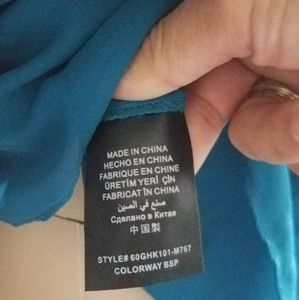 MADE IN CHINA
HECHO EN CHINA
FABRIQUE EN CHINE
ÜRETİM YERİ ÇİN
FABRICAT ÎN CHINA
صنع في الصين
Сделано в Китае
中国製
STYLE# 60GHK101-M767
COLORWAY BSP